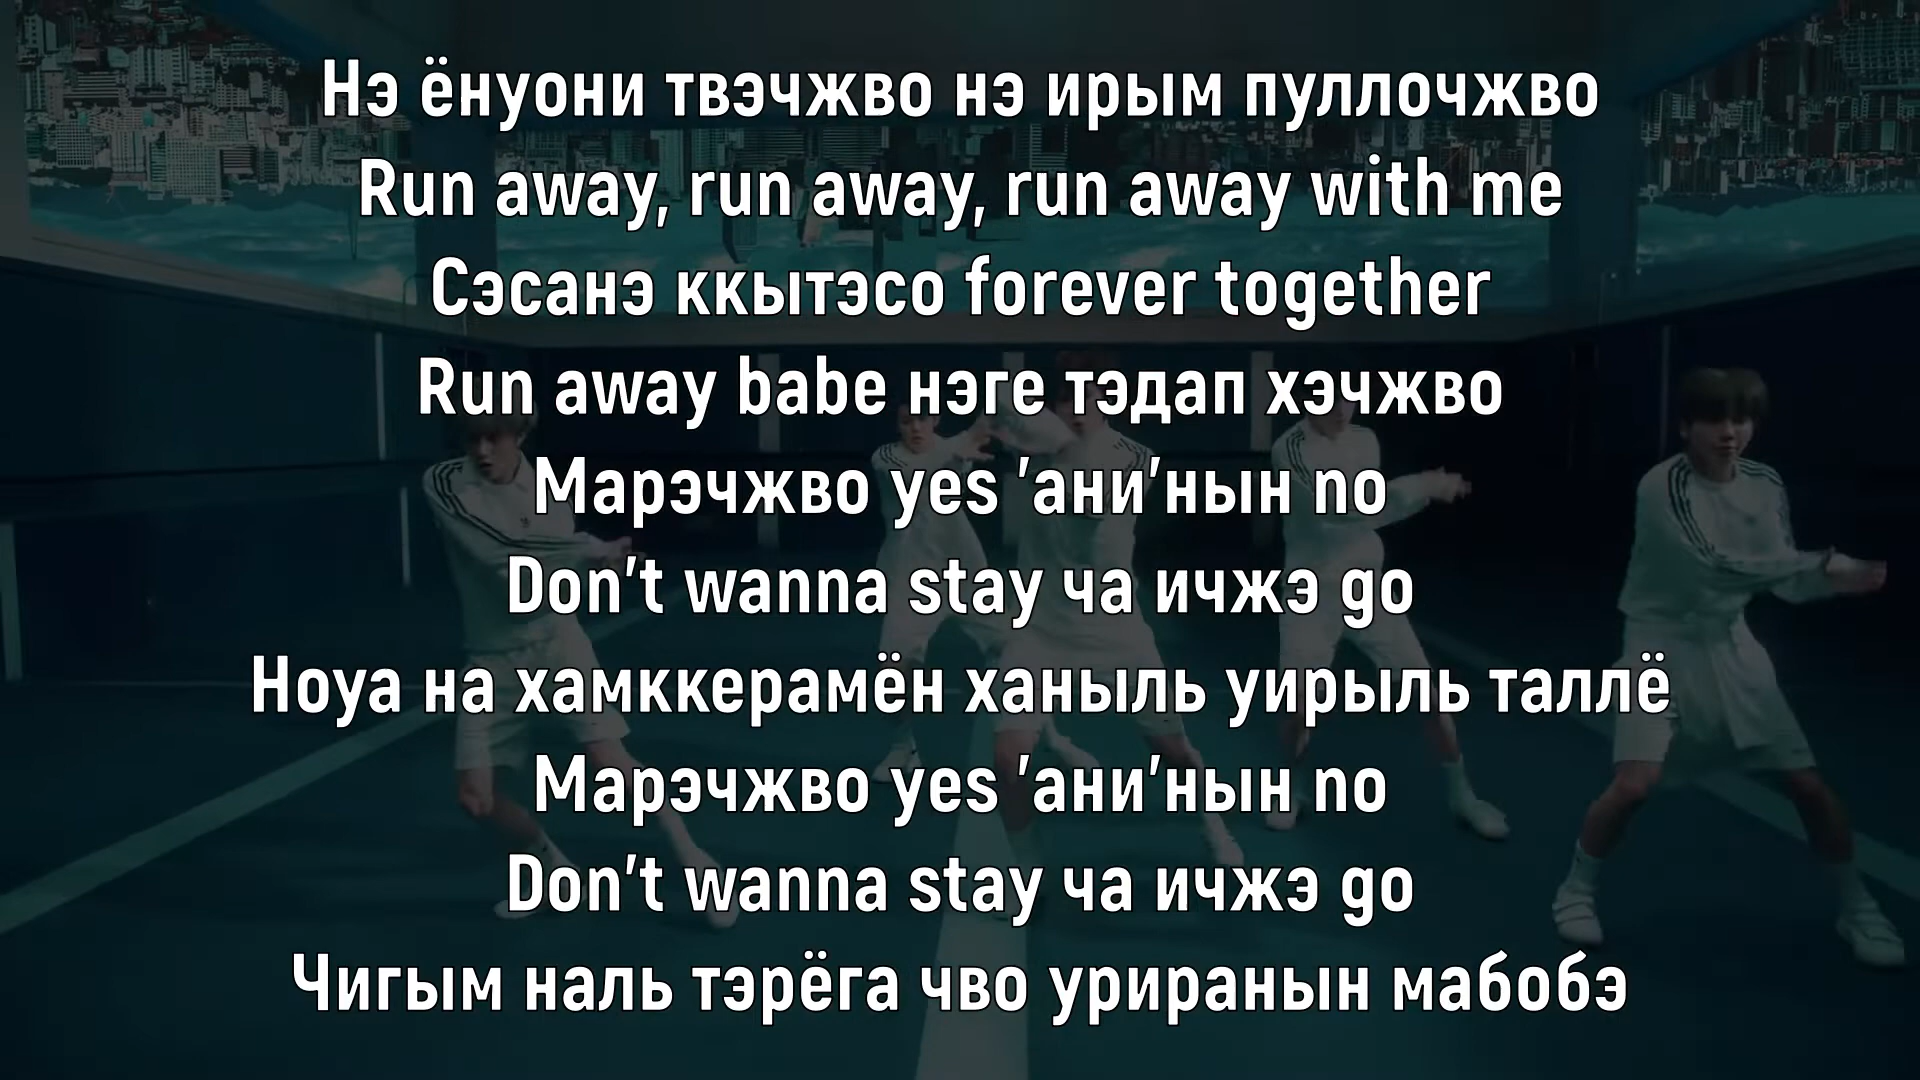 Нэ ёнуони твэчжво нэ ирым пуллочжво
Run away, run away, run away with me
Сэсанэ ккытэсо forever together
Run away babe нэге тэдап хэчжво
Марэчжво yes 'ани'нын no
Don't wanna stay ча ичжэ go
Ноуа на хамккерамён ханыль уирыль таллё
Марэчжво yes 'ани'нын no
Don't wanna stay ча ичжэ go
Чигым наль тэрёга чво уриранын мабобэ